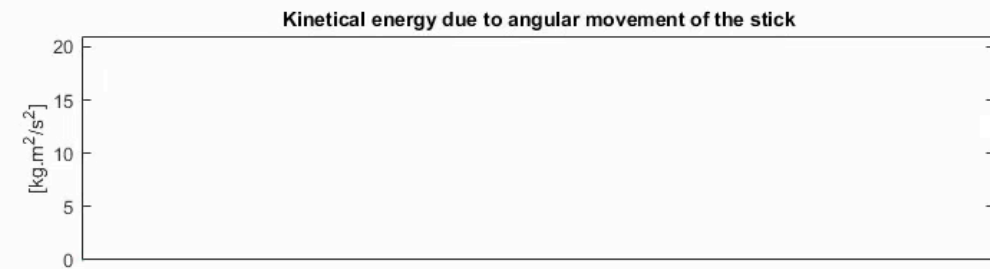 Kinetical energy due to angular movement of the stick
[kg.m²/s²]
20
15
10
5
0